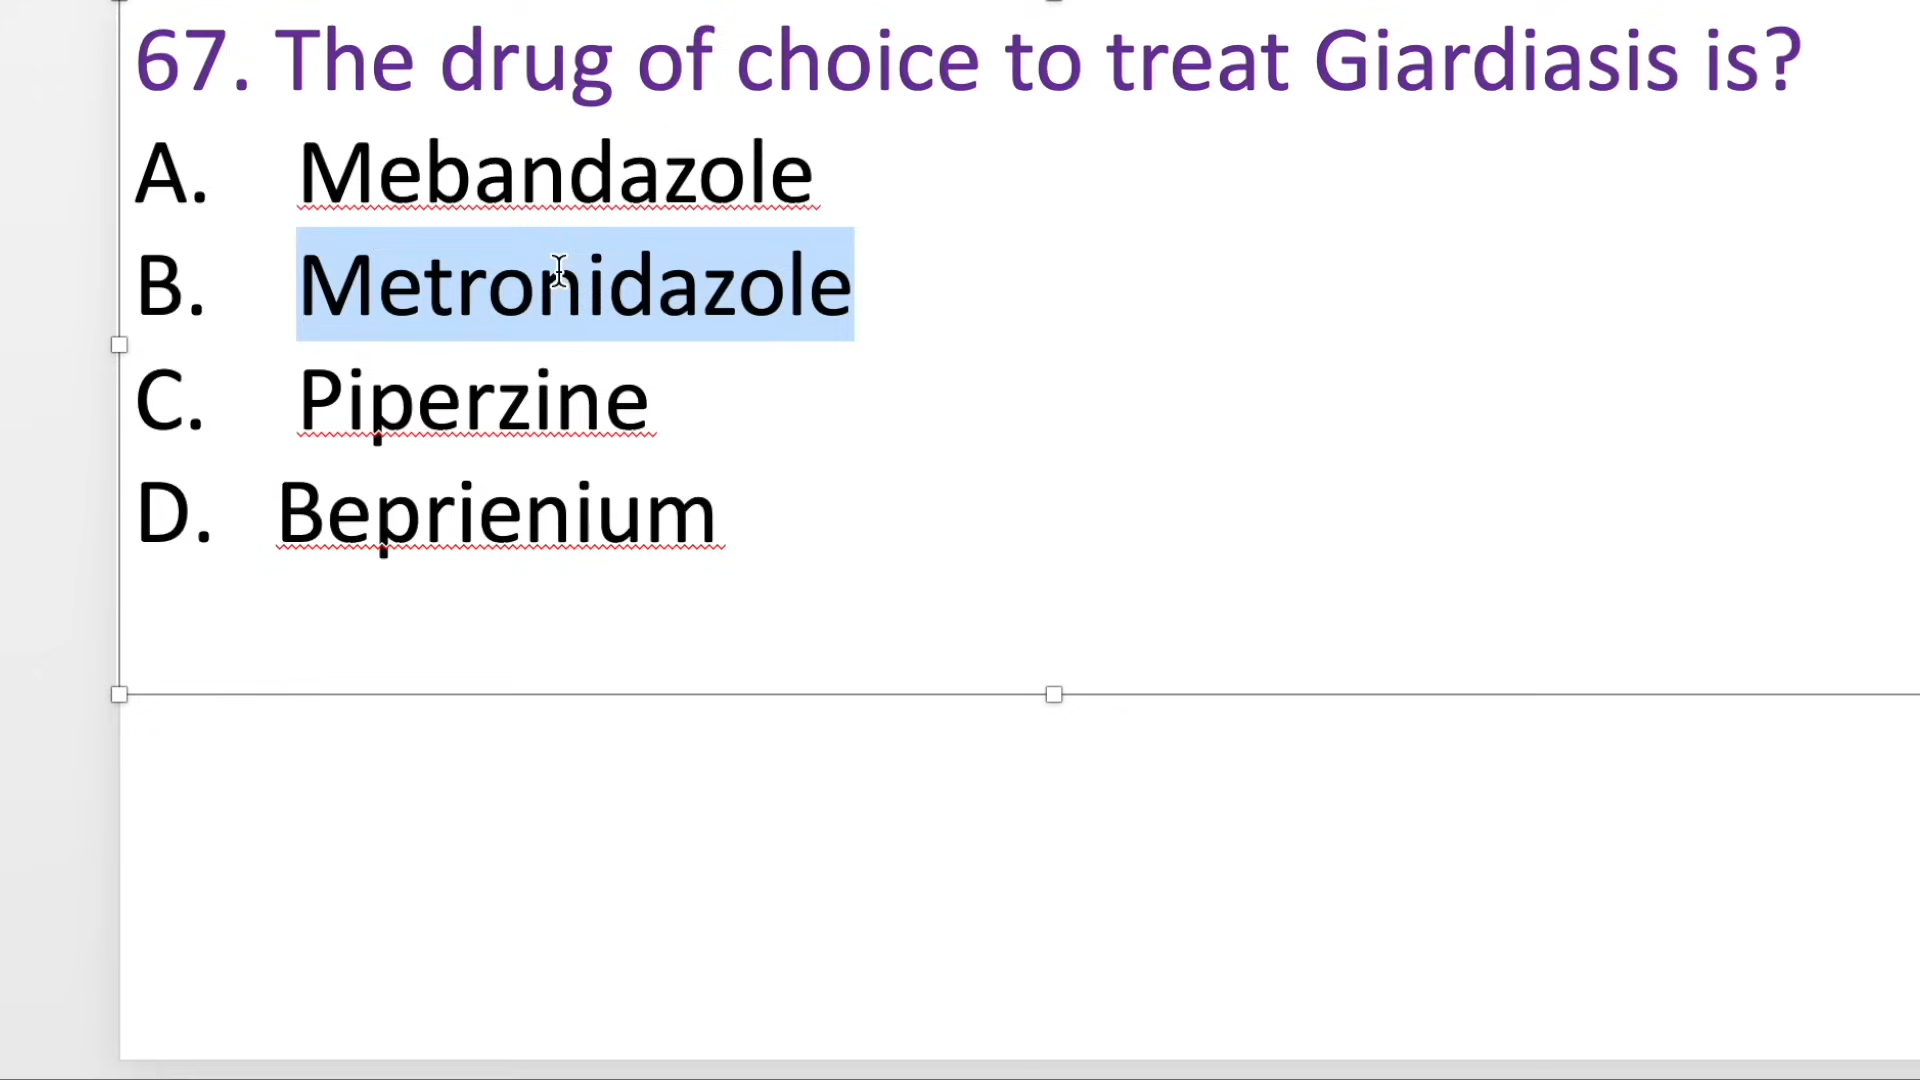 67. The drug of choice to treat Giardiasis is?
A. Mebandazole
B. Metronidazole
C. Piperzine
D. Beprienium